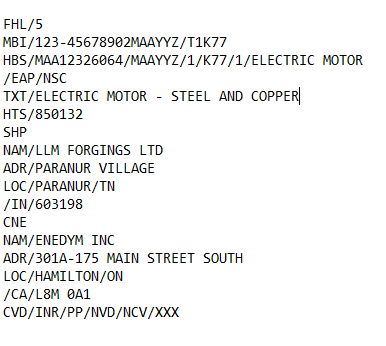 FHL/5
MBI/123-45678902MAAYYZ/T1K77
HBS/MAA12326064/MAAYYZ/1/K77/1/ELECTRIC MOTOR
/EAP/NSC
TXT/ELECTRIC MOTOR - STEEL AND COPPER
HTS/850132
SHP
NAM/LLM FORGINGS LTD
ADR/PARANUR VILLAGE
LOC/PARANUR/TN
/IN/603198
CNE
NAM/ENEDYM INC
ADR/301A-175 MAIN STREET SOUTH
LOC/HAMILTON/ON
/CA/L8M 0A1
CVD/INR/PP/NVD/NCV/XXX